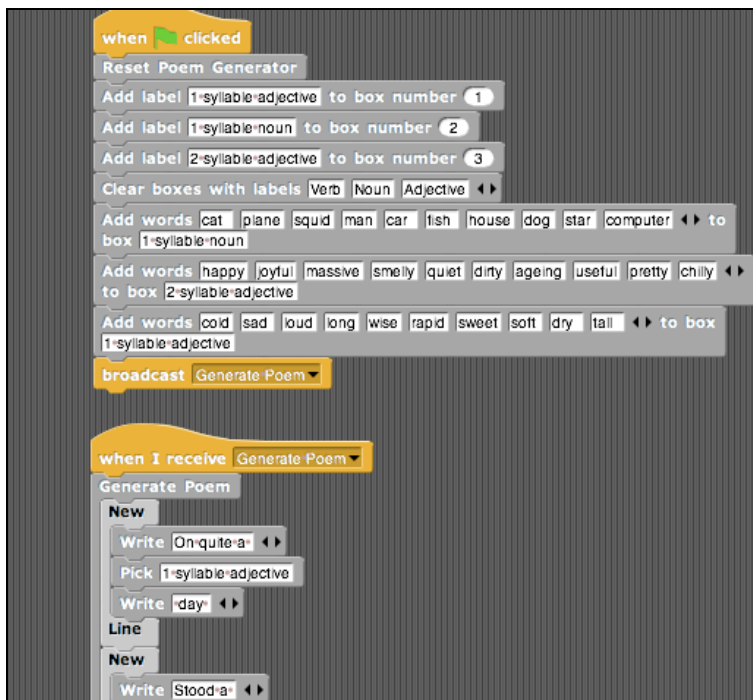 when clicked
Reset Poem Generator
Add label 1 syllable adjective to box number 1
Add label 1 syllable noun to box number 2
Add label 2 syllable adjective to box number 3
Clear boxes with labels Verb Noun Adjective
Add words cat plane squid man car fish house dog star computer to
box 1 syllable noun
Add words happy joyful massive smelly quiet dirty ageing useful pretty chilly
to box 2 syllable adjective
Add words cold sad loud long wise rapid sweet soft dry tall to box
1 syllable adjective
broadcast Generate Poem
when I receive Generate Poem
Generate Poem
New
Write On quite a
Pick 1 syllable adjective
Write day
Line
New
Write Stood a